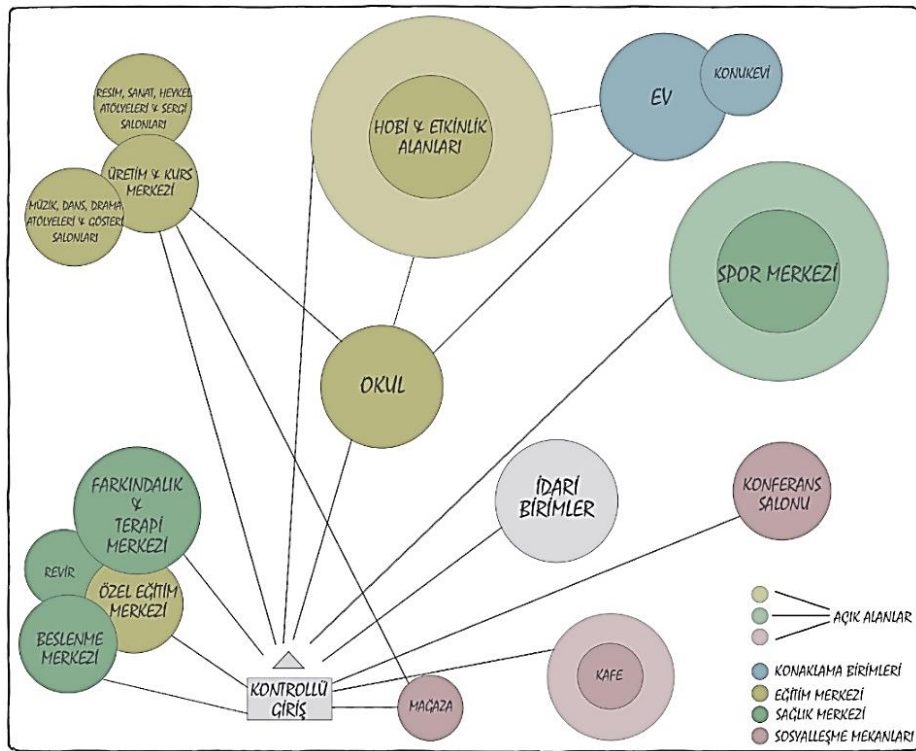 RESİM, SANAT, HEYKEL
ATÖLYELERİ & SERGİ
SALONLARI
ÜRETİM & KURS
MERKEZİ
MÜZİK, DANS, DRAMA
ATÖLYELERİ & GÖSTERİ
SALONLARI
HOBİ & ETKİNLİK
ALANLARI
EV
KONUKEVİ
SPOR MERKEZİ
OKUL
FARKINDALIK
&
TERAPİ
MERKEZİ
REVİR
ÖZEL EĞİTİM
MERKEZİ
BESLENME
MERKEZİ
İDARİ
BİRİMLER
KONFERANS
SALONU
KONTROLLÜ
GİRİŞ
MAĞAZA
KAFE
AÇIK ALANLAR
KONAKLAMA BİRİMLERİ
EĞİTİM MERKEZİ
SAĞLIK MERKEZİ
SOSYALLEŞME MEKANLARI